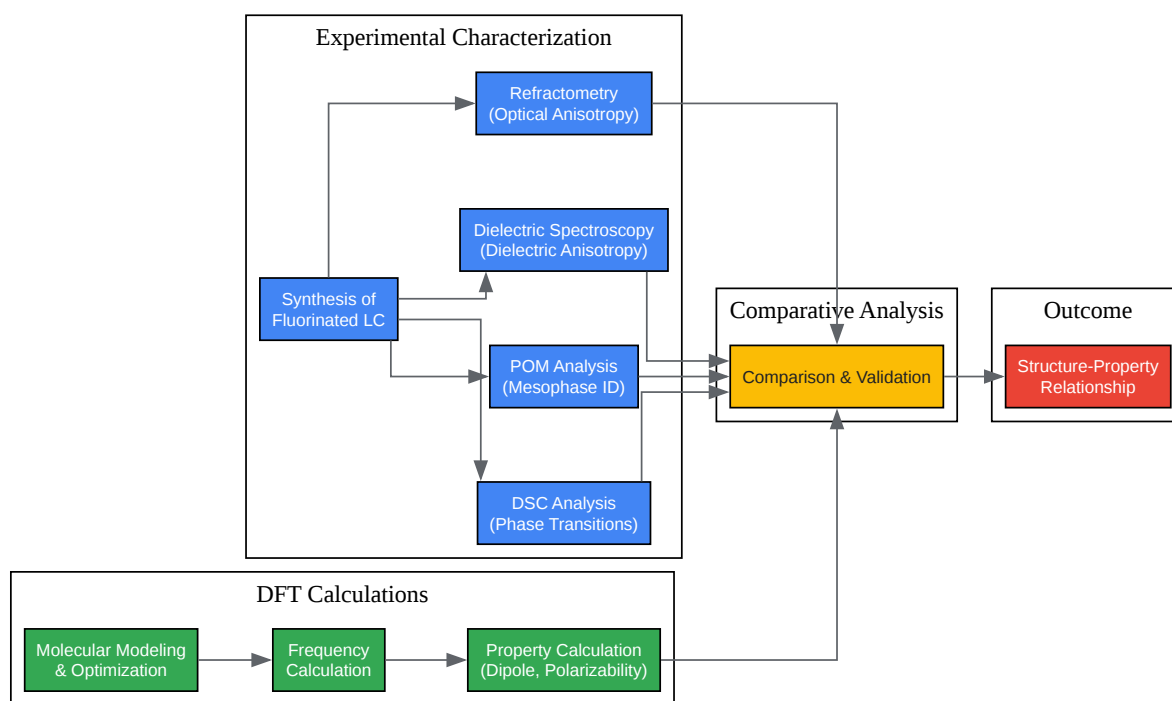 Experimental Characterization
Refractometry
(Optical Anisotropy)
Dielectric Spectroscopy
(Dielectric Anisotropy)
Synthesis of
Fluorinated LC
POM Analysis
(Mesophase ID)
DSC Analysis
(Phase Transitions)
Comparative Analysis
Comparison & Validation
Outcome
Structure-Property
Relationship
DFT Calculations
Molecular Modeling
& Optimization
Frequency
Calculation
Property Calculation
(Dipole, Polarizability)